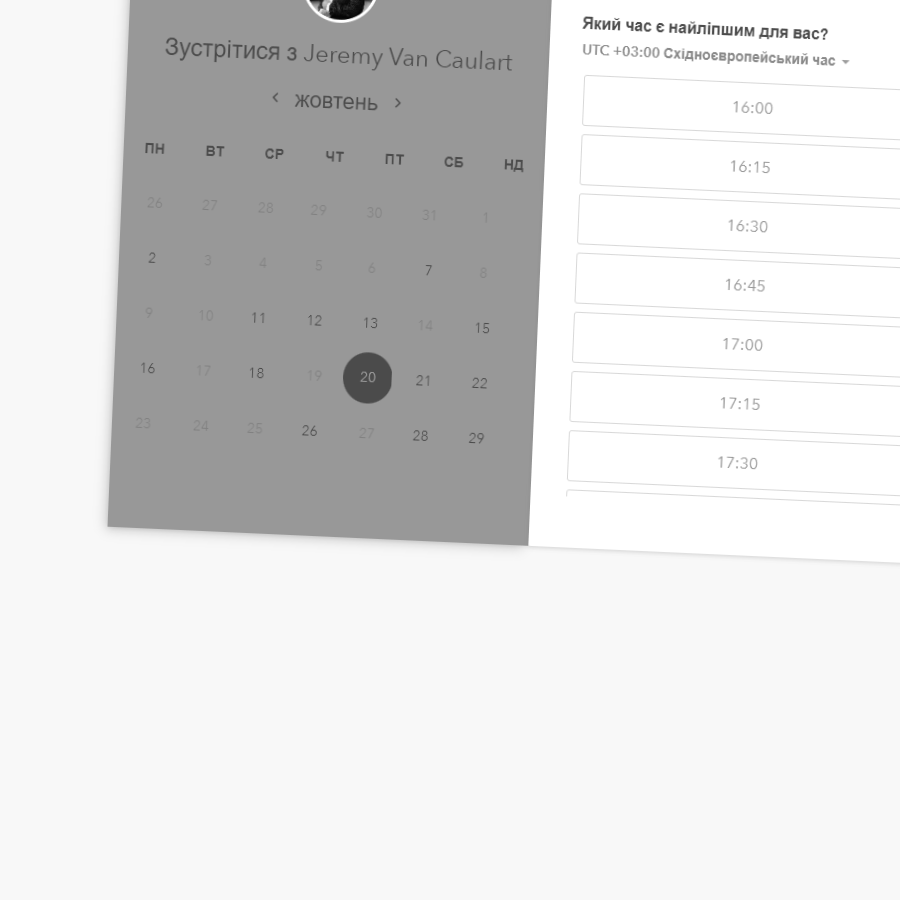 Зустрітися з Jeremy Van Caulart
жовтень
ПН ВТ СР ЧТ ПТ СБ НД
26 27 28 29 30 31 1
2 3 4 5 6 7 8
9 10 11 12 13 14 15
16 17 18 19 20 21 22
23 24 25 26 27 28 29
Який час є найліпшим для вас?
UTC +03:00 Східноєвропейський час
16:00
16:15
16:30
16:45
17:00
17:15
17:30